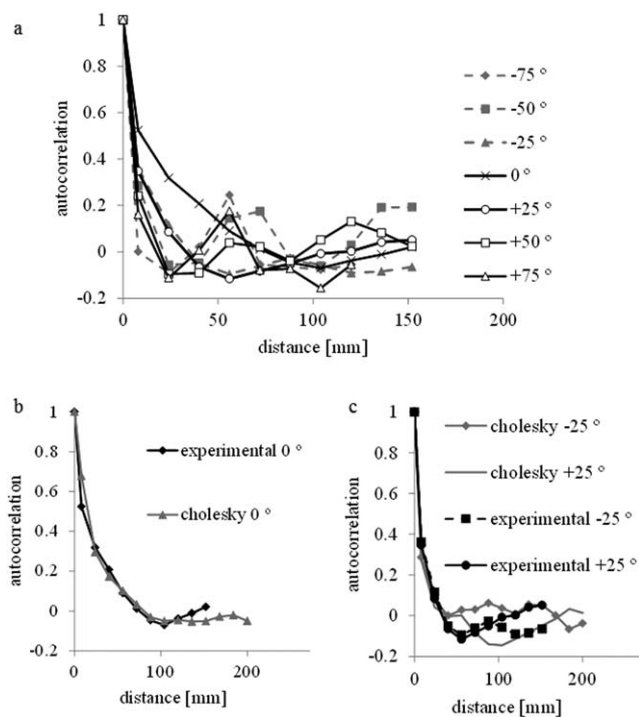 a
1
0.8
0.6
0.4
0.2
0
-0.2
autocorrelation
0 50 100 150 200
distance [mm]
-75 °
-50 °
-25 °
0 °
+25 °
+50 °
+75 °
b
1
0.8
0.6
0.4
0.2
0
-0.2
autocorrelation
0 100 200
distance [mm]
experimental 0 °
cholesky 0 °
c
1
0.8
0.6
0.4
0.2
0
-0.2
autocorrelation
0 100 200
distance [mm]
cholesky -25 °
cholesky +25 °
experimental -25 °
experimental +25 °